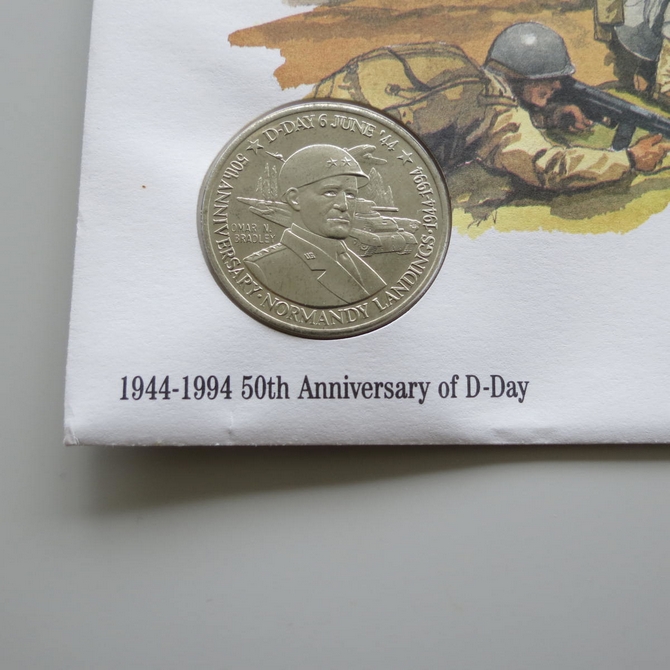 ★ D-DAY 6 JUNE '44 ★
50th ANNIVERSARY · NORMANDY LANDINGS · 1944-1994
OMAR N.
BRADLEY
1944-1994 50th Anniversary of D-Day